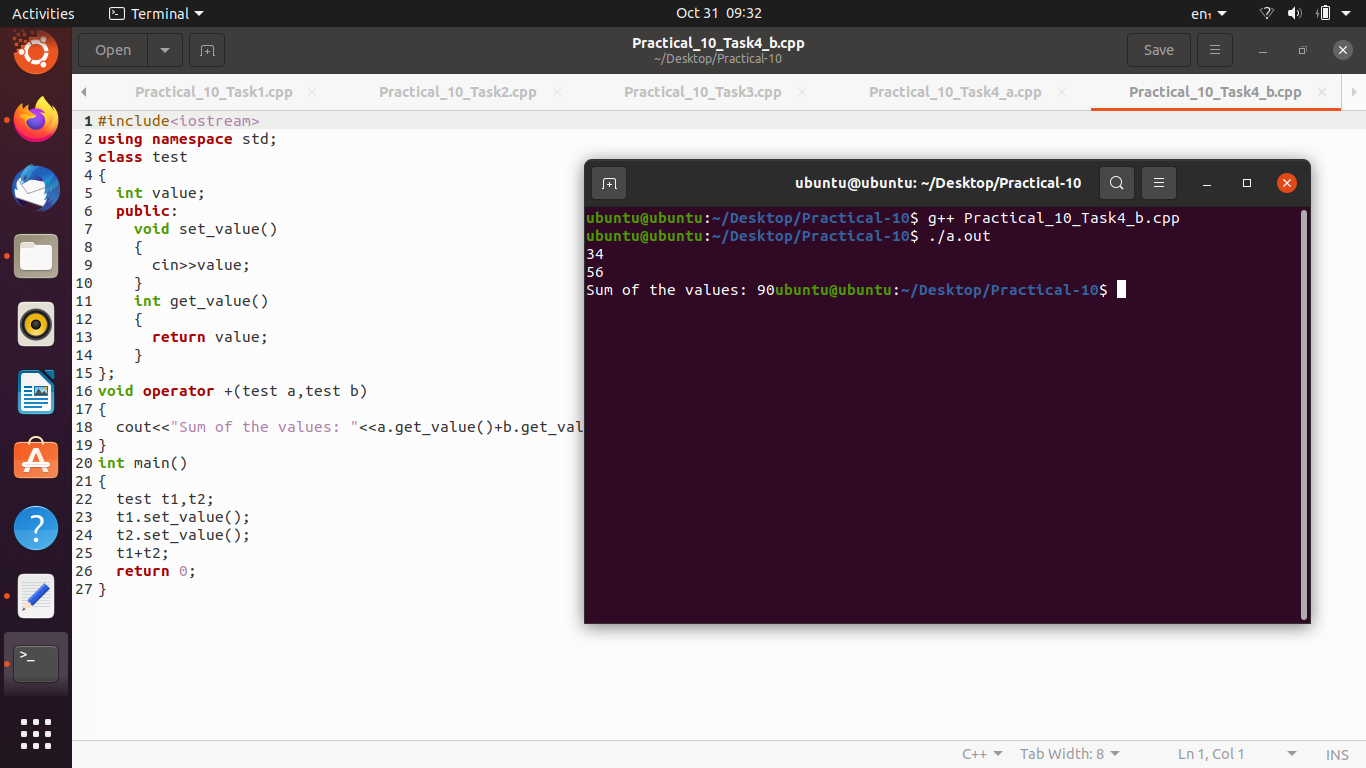 Activities Terminal Oct 31 09:32 en₁
Open Practical_10_Task4_b.cpp Save
~/Desktop/Practical-10
Practical_10_Task1.cpp Practical_10_Task2.cpp Practical_10_Task3.cpp Practical_10_Task4_a.cpp Practical_10_Task4_b.cpp
1 #include<iostream>
2 using namespace std;
3 class test
4 {
5   int value;
6   public:
7     void set_value()
8     {
9       cin>>value;
10     }
11     int get_value()
12     {
13       return value;
14     }
15 };
16 void operator +(test a,test b)
17 {
18   cout<<"Sum of the values: "<<a.get_value()+b.get_val
19 }
20 int main()
21 {
22   test t1,t2;
23   t1.set_value();
24   t2.set_value();
25   t1+t2;
26   return 0;
27 }
ubuntu@ubuntu: ~/Desktop/Practical-10
ubuntu@ubuntu:~/Desktop/Practical-10$ g++ Practical_10_Task4_b.cpp
ubuntu@ubuntu:~/Desktop/Practical-10$ ./a.out
34
56
Sum of the values: 90ubuntu@ubuntu:~/Desktop/Practical-10$
C++ Tab Width: 8 Ln 1, Col 1 INS